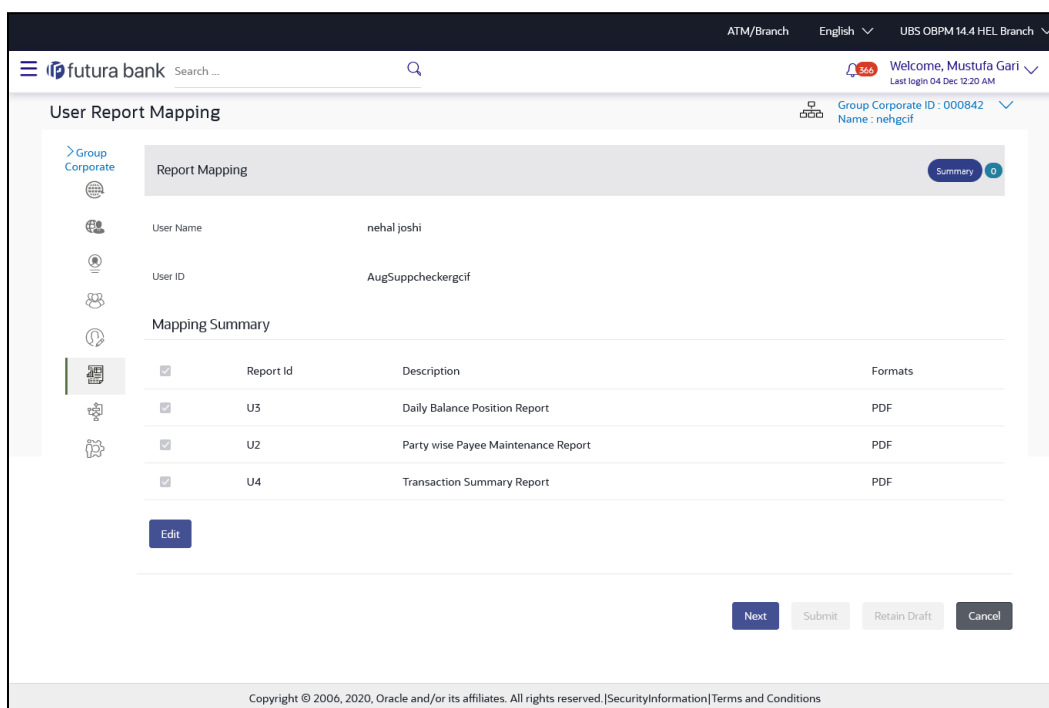 ATM/Branch English UBS OBPM 14.4 HEL Branch
futura bank Search ... 366 Welcome, Mustufa Gari
Last login 04 Dec 12:20 AM
User Report Mapping
Group Corporate ID : 000842
Name : nehgcif
Group
Corporate
Report Mapping Summary 0
User Name nehal joshi
User ID AugSuppcheckergcif
Mapping Summary
Report Id Description Formats
U3 Daily Balance Position Report PDF
U2 Party wise Payee Maintenance Report PDF
U4 Transaction Summary Report PDF
Edit
Next Submit Retain Draft Cancel
Copyright © 2006, 2020, Oracle and/or its affiliates. All rights reserved.|SecurityInformation|Terms and Conditions